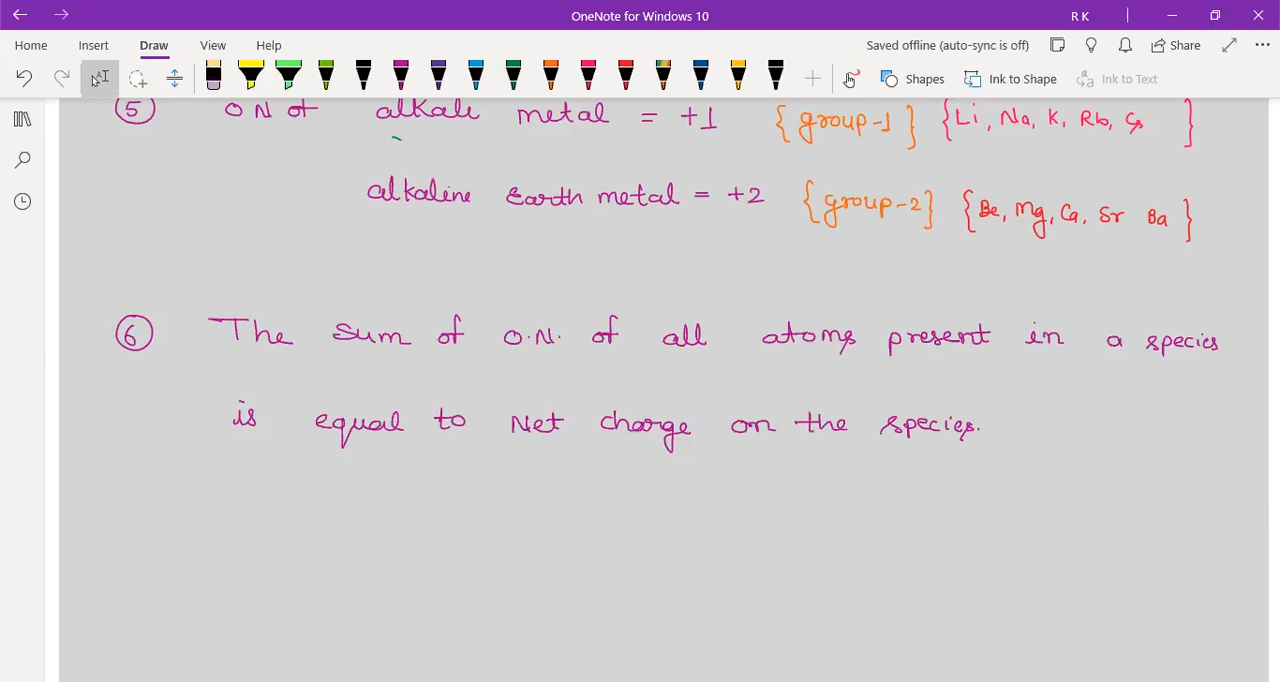 OneNote for Windows 10
R K
Home Insert Draw View Help
Saved offline (auto-sync is off) Share
Shapes Ink to Shape Ink to Text
5 O N of alkali metal = +1 {group-1} {Li, Na, K, Rb, Cs }
alkaline Earth metal = +2 {group-2} {Be, Mg, Ca, Sr Ba }
6 The Sum of O.N. of all atoms present in a species
is equal to Net charge on the species.